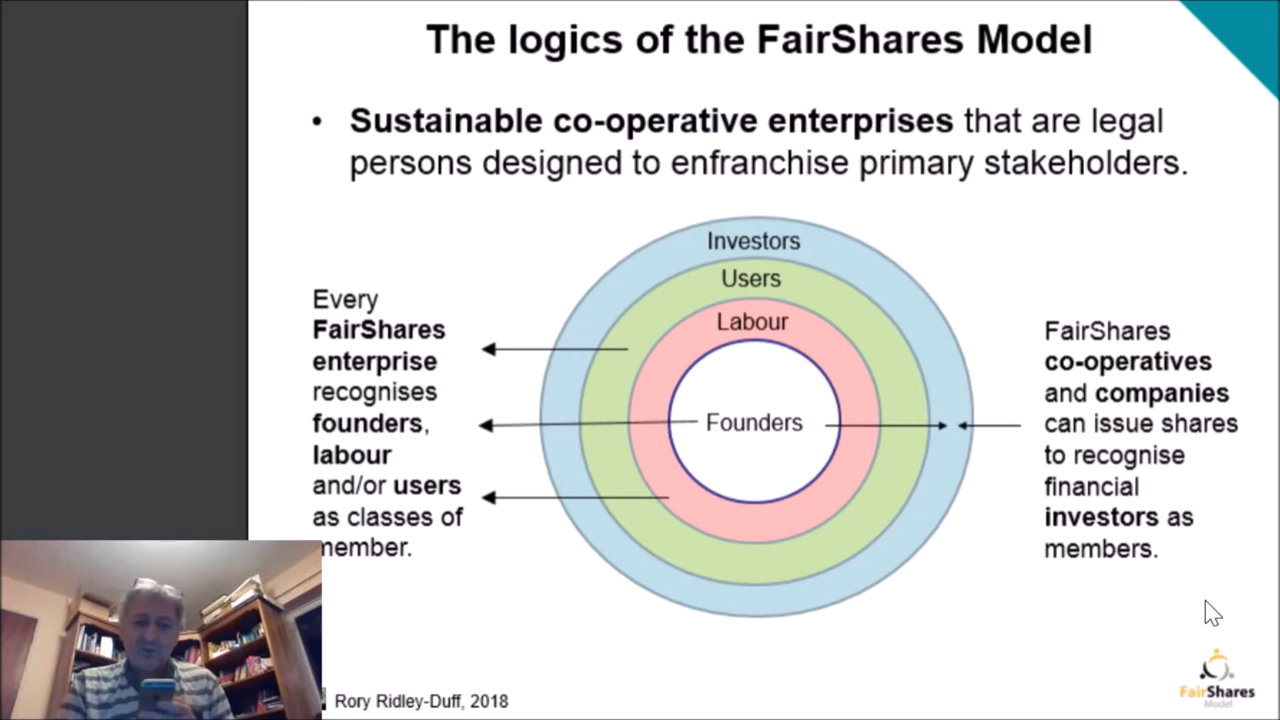 The logics of the FairShares Model
• Sustainable co-operative enterprises that are legal
persons designed to enfranchise primary stakeholders.
Investors
Users
Labour
Founders
Every
FairShares
enterprise
recognises
founders,
labour
and/or users
as classes of
member.
FairShares
co-operatives
and companies
can issue shares
to recognise
financial
investors as
members.
Rory Ridley-Duff, 2018
FairShares
Model